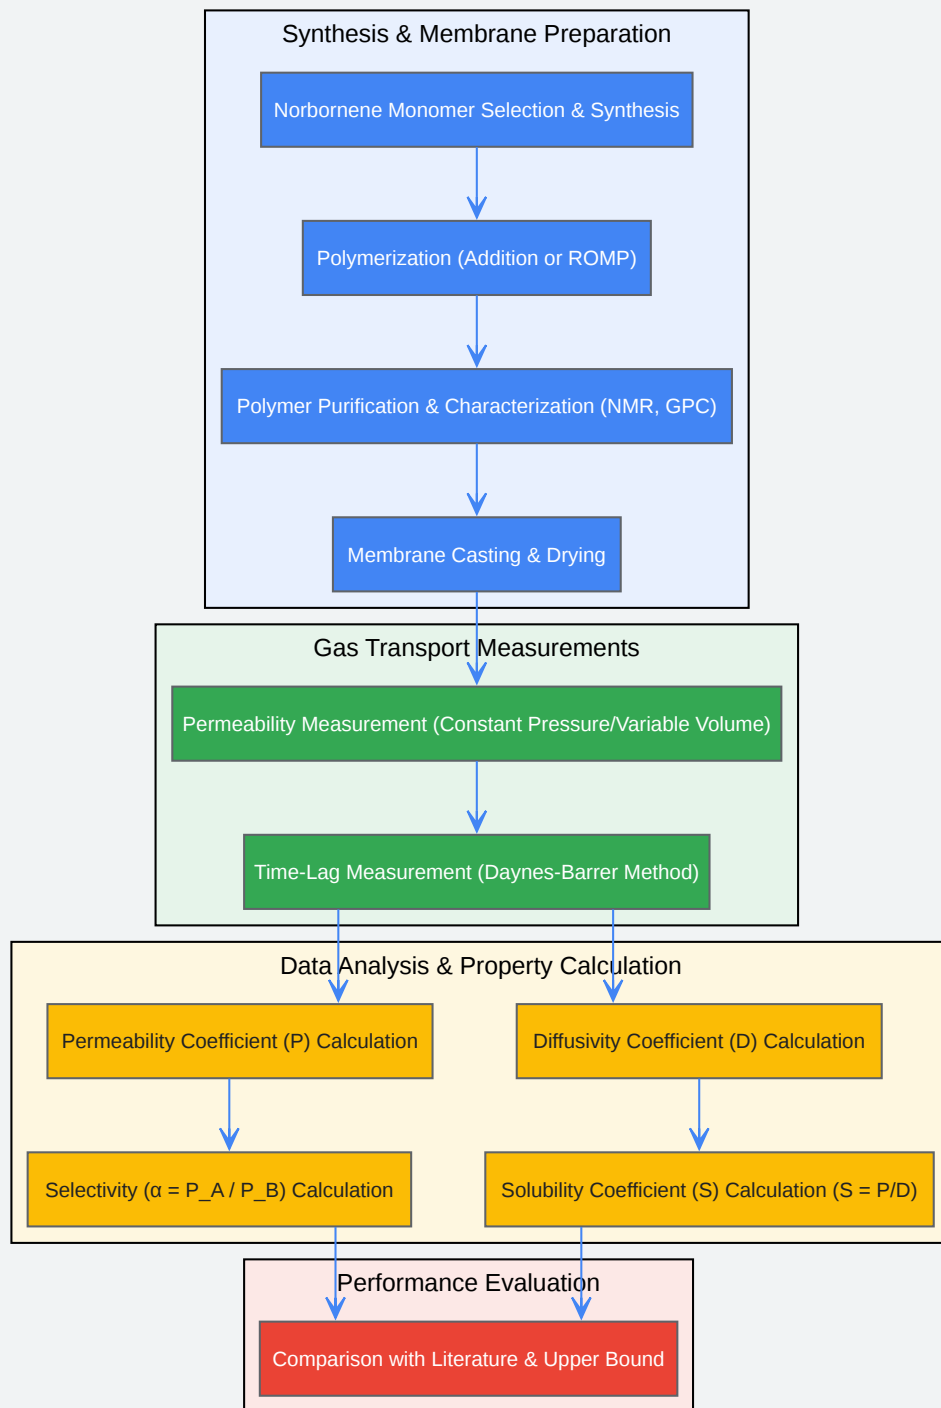 Synthesis & Membrane Preparation
Norbornene Monomer Selection & Synthesis
Polymerization (Addition or ROMP)
Polymer Purification & Characterization (NMR, GPC)
Membrane Casting & Drying
Gas Transport Measurements
Permeability Measurement (Constant Pressure/Variable Volume)
Time-Lag Measurement (Daynes-Barrer Method)
Data Analysis & Property Calculation
Permeability Coefficient (P) Calculation
Diffusivity Coefficient (D) Calculation
Selectivity (α = P_A / P_B) Calculation
Solubility Coefficient (S) Calculation (S = P/D)
Performance Evaluation
Comparison with Literature & Upper Bound